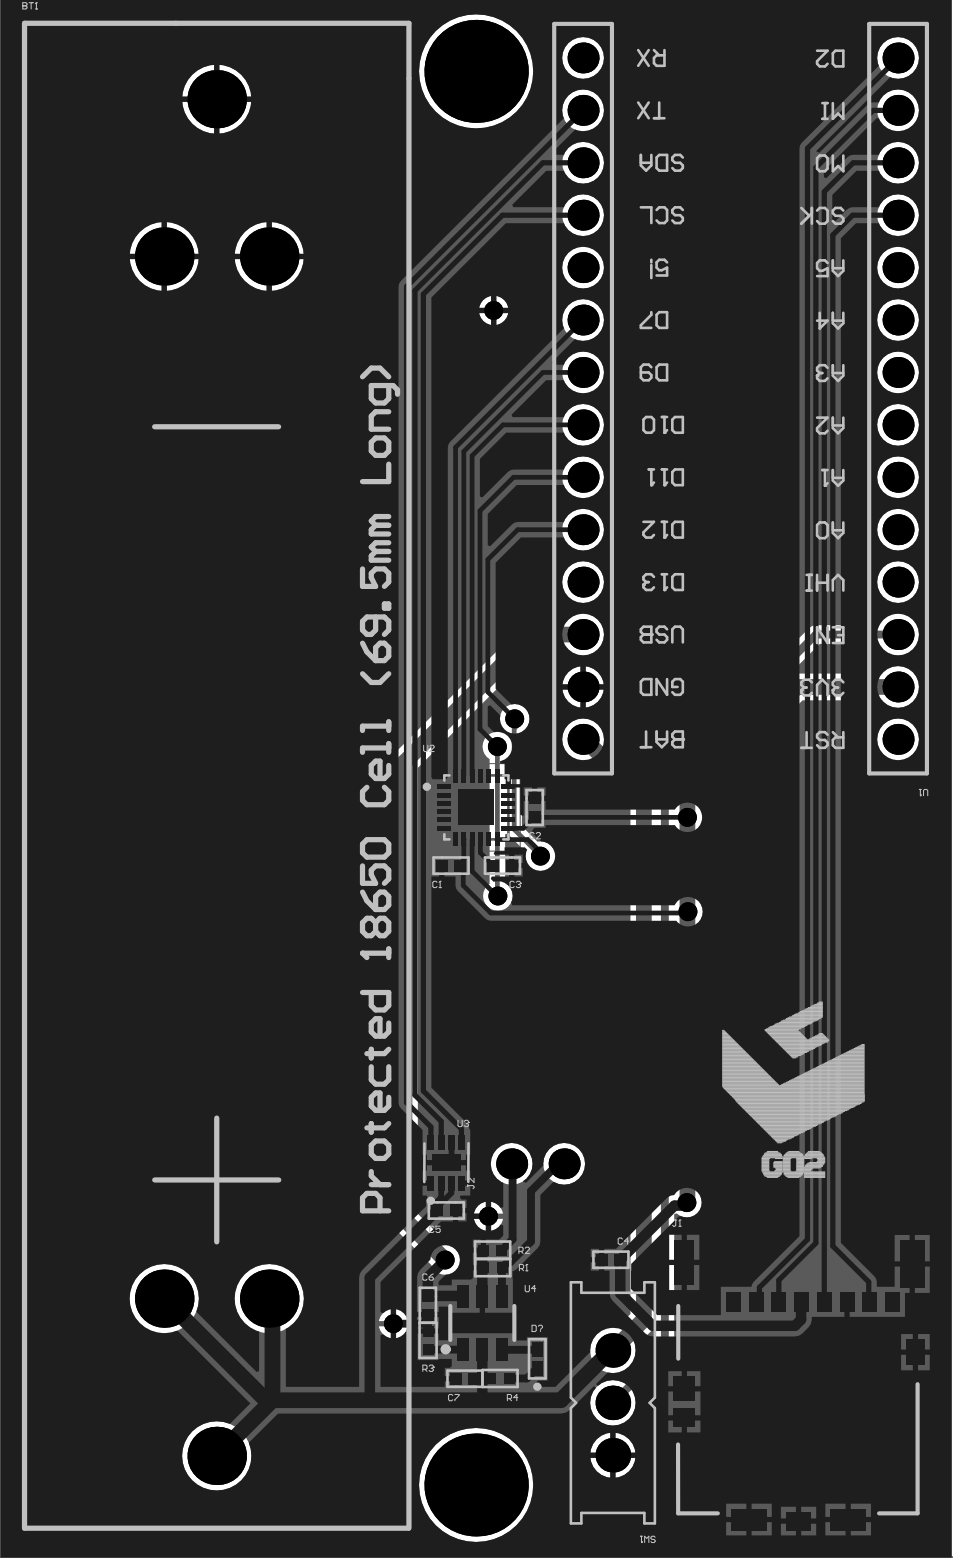 BT1
RX
D2
TX
MI
SDA
MO
SCL
SCK
5!
A5
D7
A4
D9
A3
D10
A2
D11
A1
D12
A0
D13
VHI
USB
EN
GND
3V3
BAT
RST
U1
Protected 18650 Cell (69.5mm Long)
U2
C2
C1
C3
GO2
U3
J2
C5
J1
C4
R2
R1
C6
U4
D?
R3
C7
R4
SW1